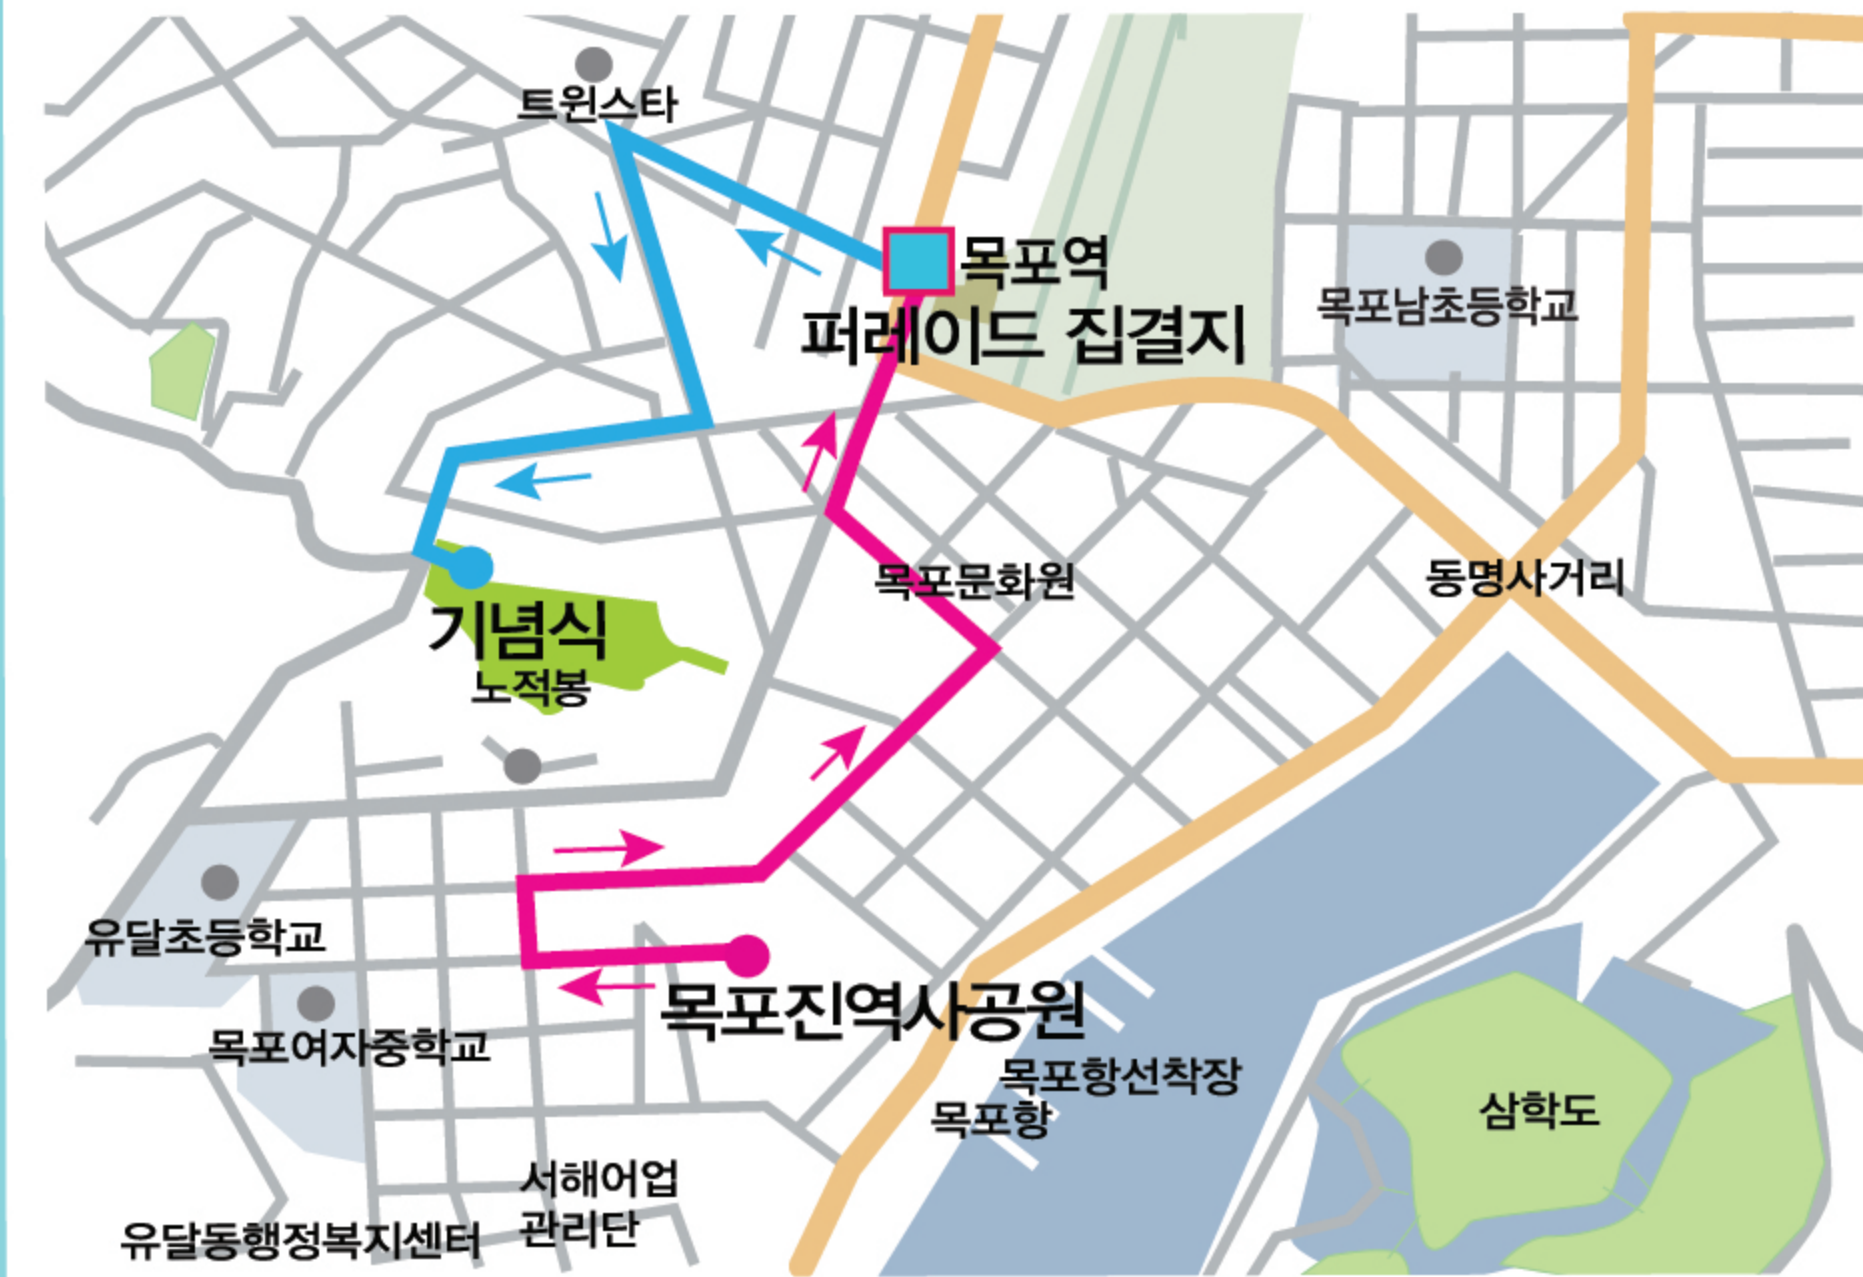 트윈스타
목포역
퍼레이드 집결지
목포남초등학교
목포문화원
동명사거리
기념식
노적봉
유달초등학교
목포진역사공원
목포여자중학교
목포항선착장
목포항
삼학도
서해어업
관리단
유달동행정복지센터